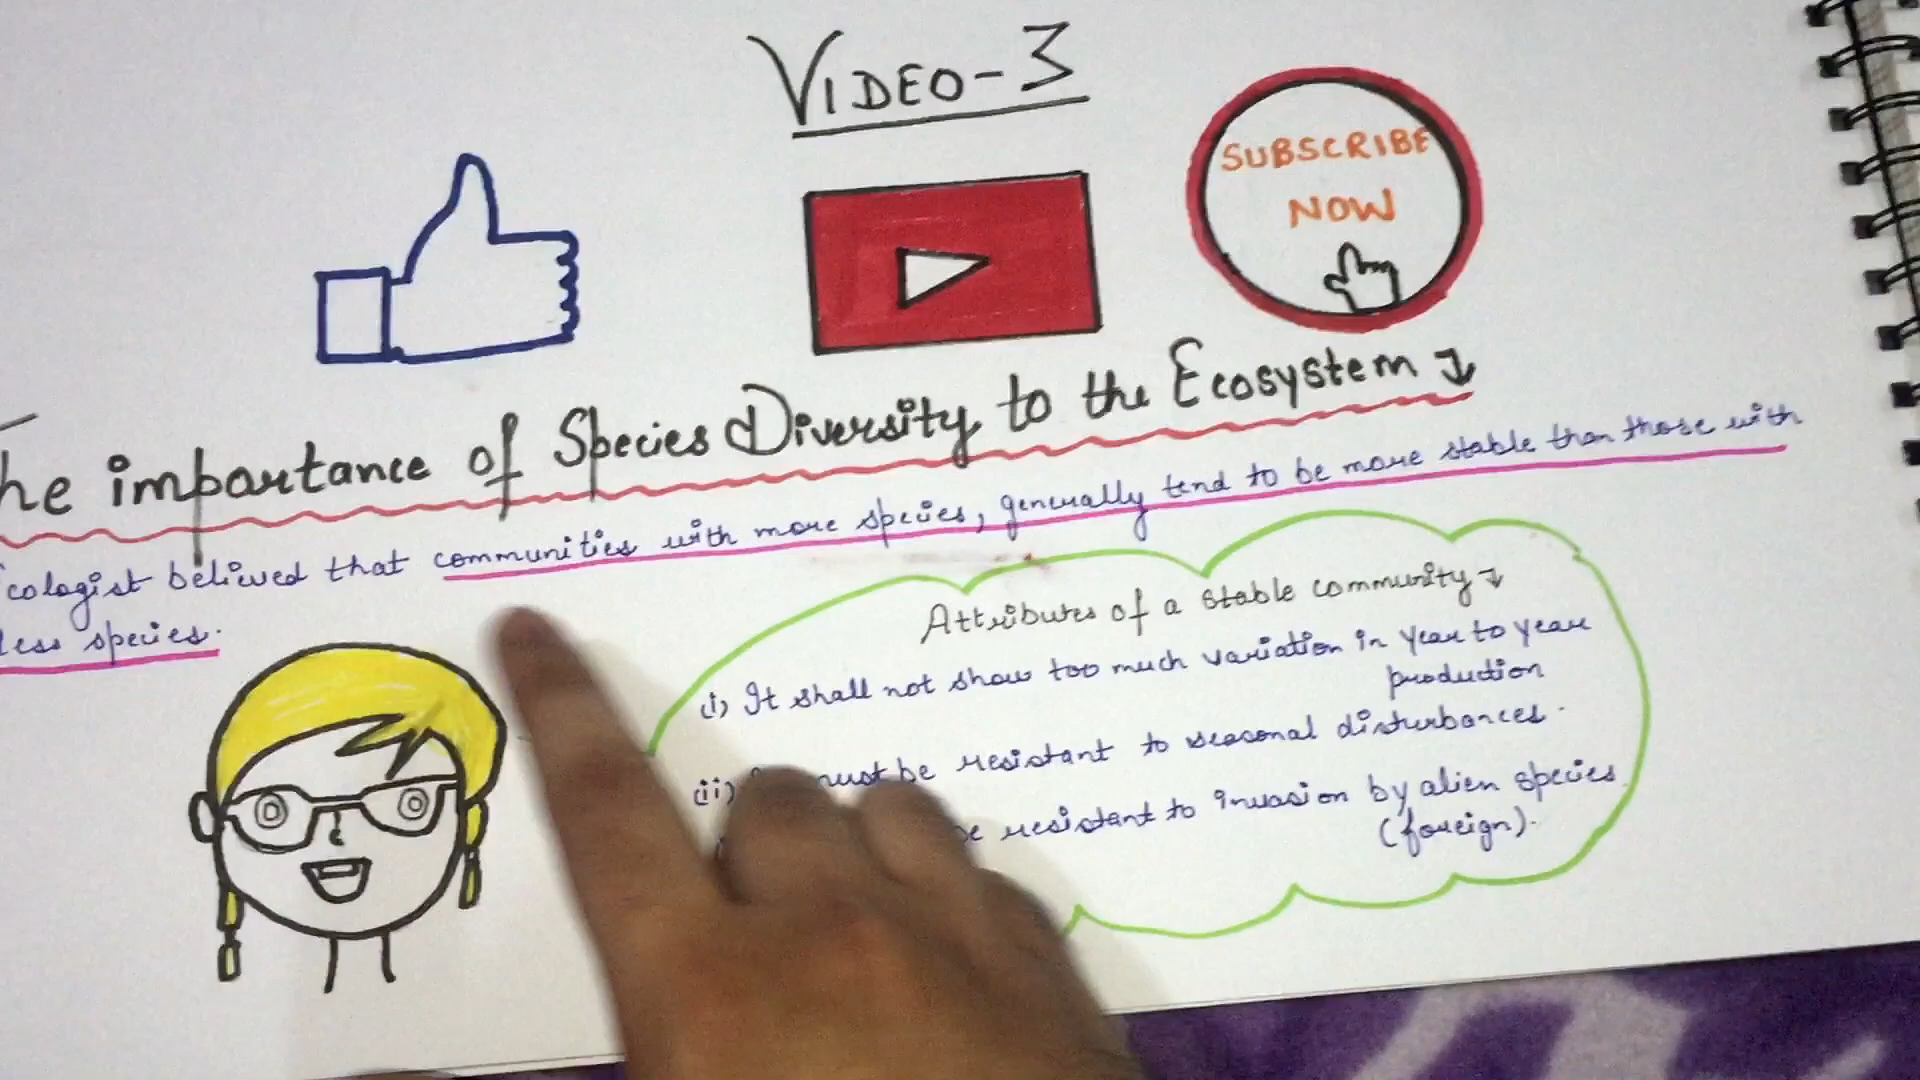 VIDEO-3
SUBSCRIBE
NOW
he importance of Species Diversity to the Ecosystem
cologist believed that communities with more species, generally tend to be more stable than those with
less species.
Attributes of a stable community
(i) It shall not show too much variation in year to year
production
(ii) must be resistant to seasonal disturbances.
resistant to invasion by alien species.
(foreign).